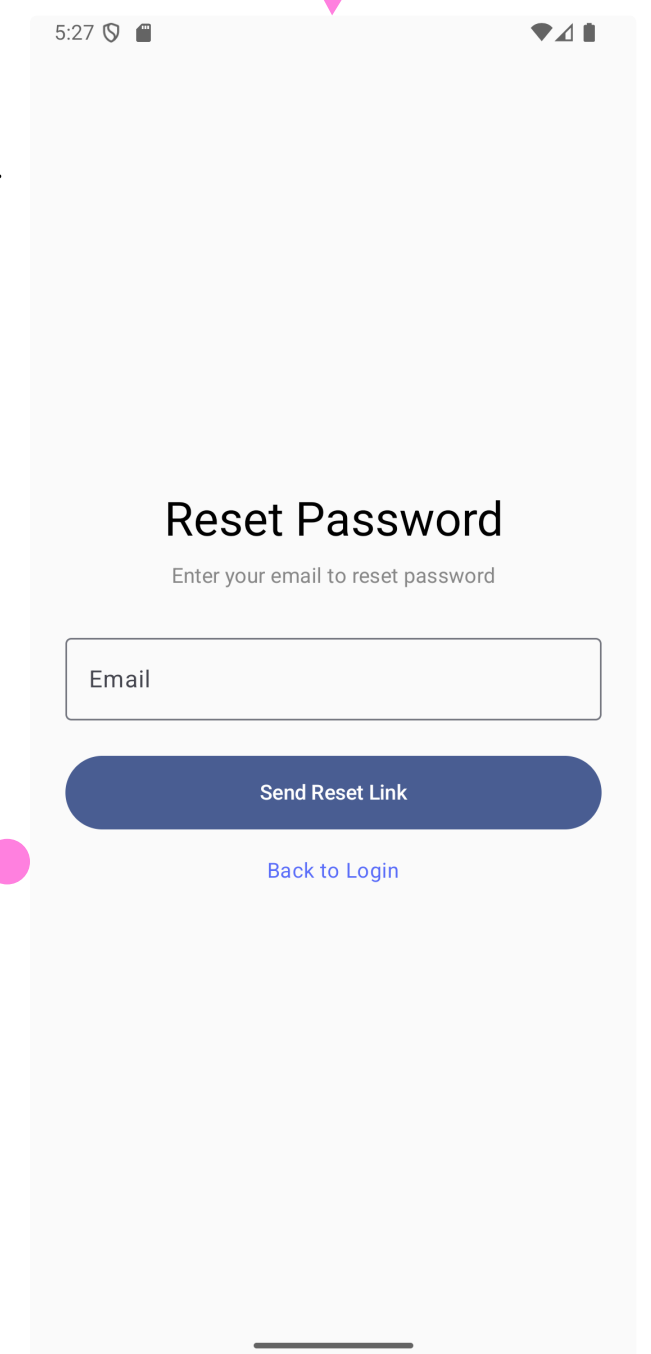 5:27
Reset Password
Enter your email to reset password
Email
Send Reset Link
Back to Login